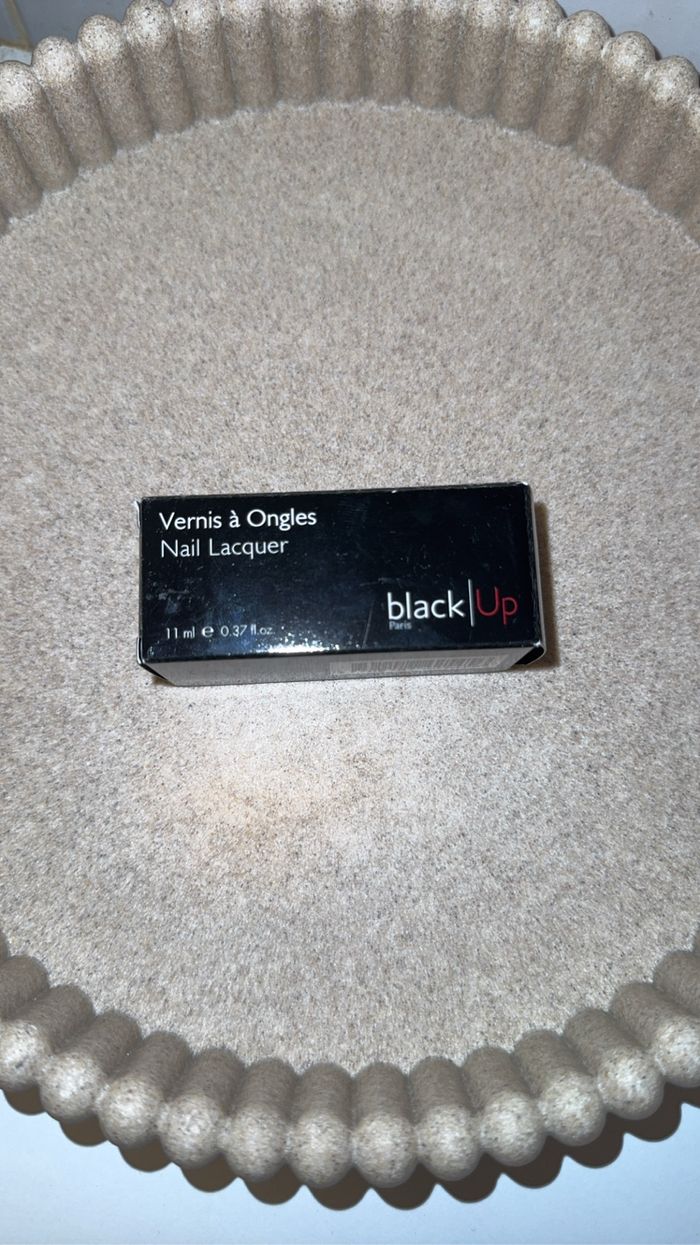 Vernis à Ongles
Nail Lacquer
11 ml e 0.37 fl.oz.
black|Up
Paris